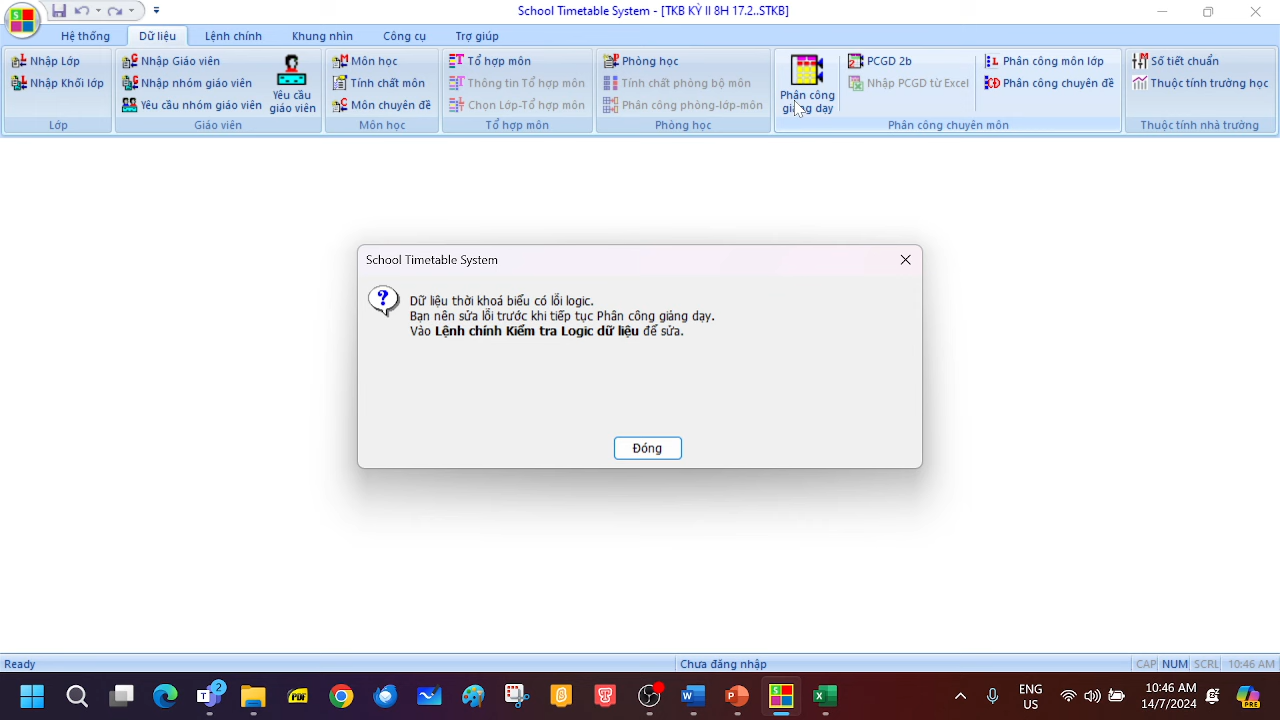 School Timetable System - [TKB KỲ II 8H 17.2..STKB]
Hệ thống Dữ liệu Lệnh chính Khung nhìn Công cụ Trợ giúp
Nhập Lớp
Nhập Khối lớp
Lớp
Nhập Giáo viên
Nhập nhóm giáo viên
Yêu cầu nhóm giáo viên
Yêu cầu
giáo viên
Giáo viên
Môn học
Tính chất môn
Môn chuyên đề
Môn học
Tổ hợp môn
Thông tin Tổ hợp môn
Chọn Lớp-Tổ hợp môn
Tổ hợp môn
Phòng học
Tính chất phòng bộ môn
Phân công phòng-lớp-môn
Phòng học
Phân công
giảng dạy
PCGD 2b
Nhập PCGD từ Excel
Phân công môn lớp
Phân công chuyên đề
Phân công chuyên môn
Số tiết chuẩn
Thuộc tính trường học
Thuộc tính nhà trường
School Timetable System
Dữ liệu thời khoá biểu có lỗi logic.
Bạn nên sửa lỗi trước khi tiếp tục Phân công giảng dạy.
Vào Lệnh chính Kiểm tra Logic dữ liệu để sửa.
Đóng
Ready Chưa đăng nhập CAP NUM SCRL 10:46 AM
2
PDF
ENG
US
10:46 AM
14/7/2024
PRE